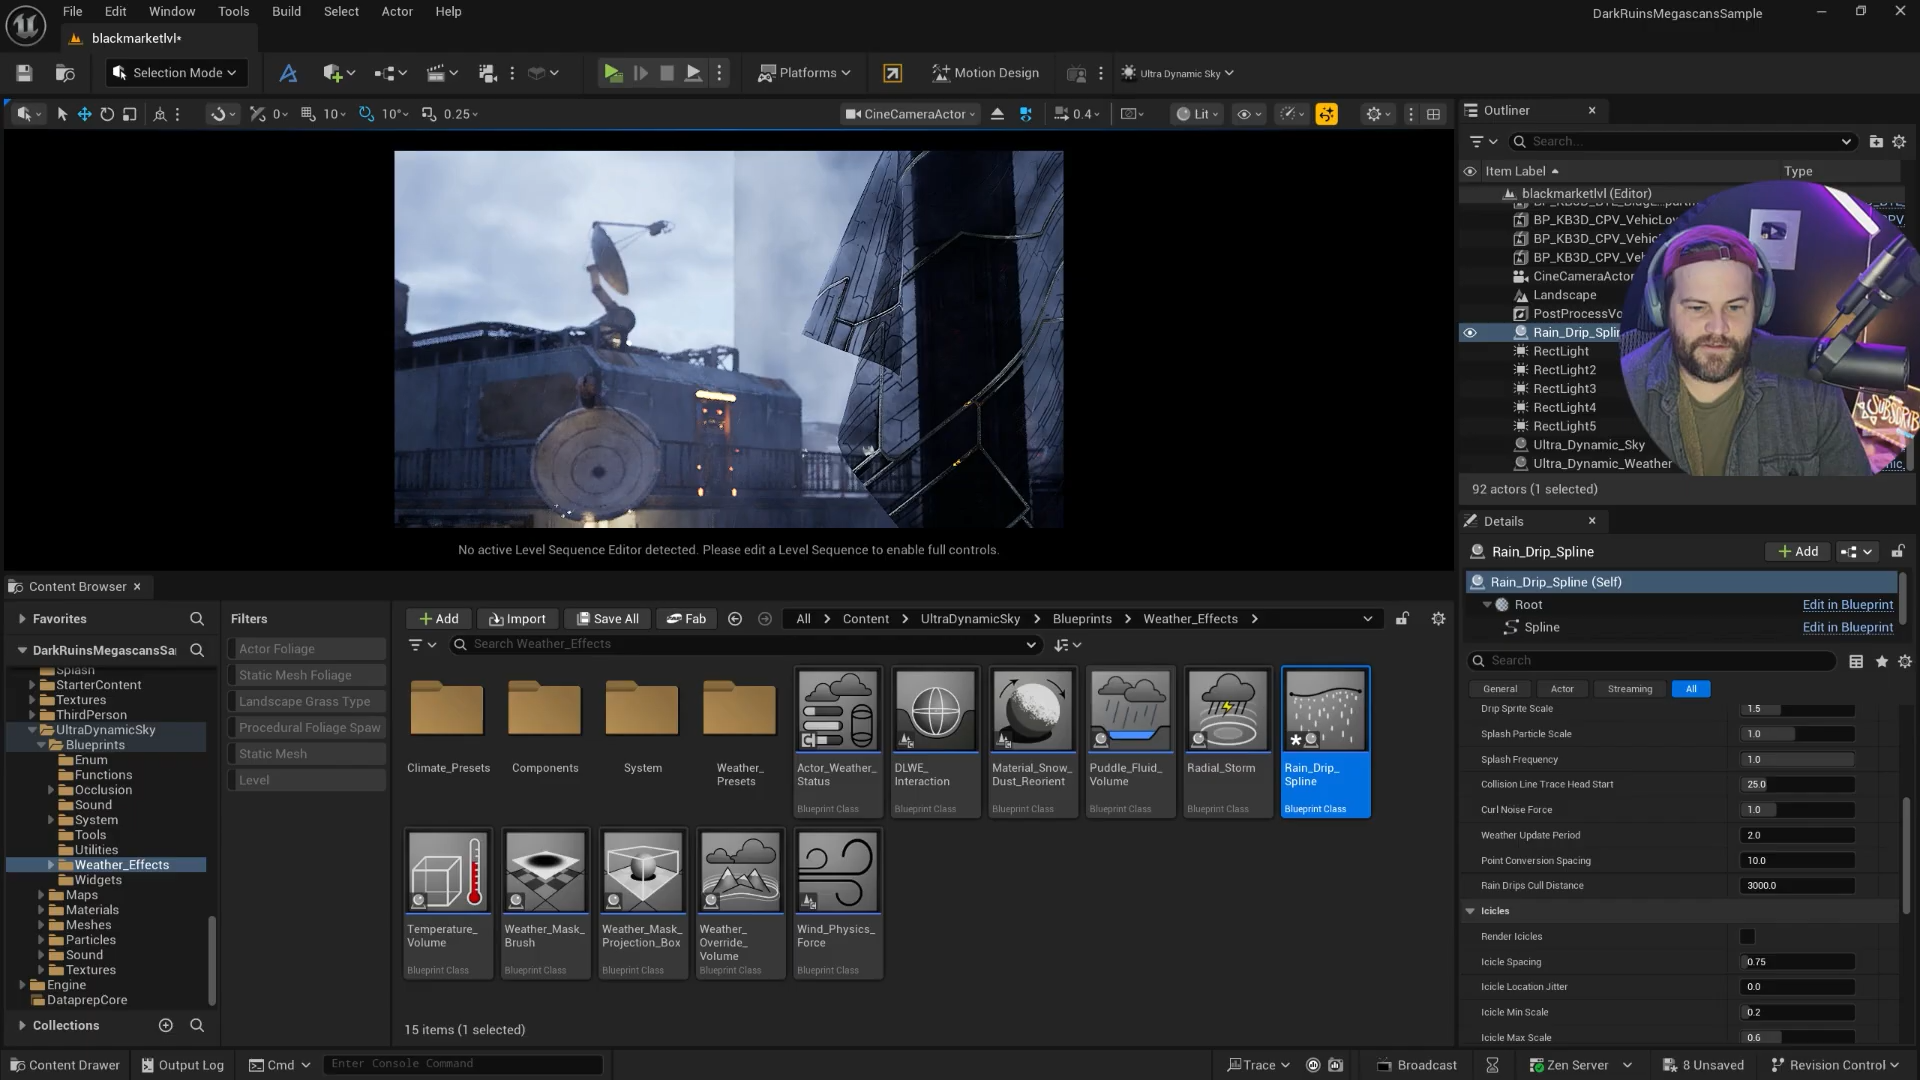 File Edit Window Tools Build Select Actor Help
DarkRuinsMegascansSample
blackmarketlvl*
Selection Mode
Platforms
Motion Design
Ultra Dynamic Sky
0
10
10°
0.25
CineCameraActor
0.4
Lit
No active Level Sequence Editor detected. Please edit a Level Sequence to enable full controls.
Outliner
Search...
Item Label
Type
blackmarketlvl (Editor)
CineCameraActor
Landscape
Rain_Drip_Splin
RectLight
RectLight2
RectLight3
RectLight4
RectLight5
Ultra_Dynamic_Sky
Ultra_Dynamic_Weather
SUBSCRIB
92 actors (1 selected)
Details
Rain_Drip_Spline
Add
Rain_Drip_Spline (Self)
Root
Edit in Blueprint
Spline
Edit in Blueprint
Search
General Actor Streaming All
Drip Sprite Scale 1.5
Splash Particle Scale 1.0
Splash Frequency 1.0
Collision Line Trace Head Start 25.0
Curl Noise Force 1.0
Weather Update Period 2.0
Point Conversion Spacing 10.0
Rain Drips Cull Distance 3000.0
Icicles
Render Icicles
Icicle Spacing 0.75
Icicle Location Jitter 0.0
Icicle Min Scale 0.2
Icicle Max Scale 0.6
Content Browser
Favorites
DarkRuinsMegascansSa
Splash
StarterContent
Textures
ThirdPerson
UltraDynamicSky
Blueprints
Enum
Functions
Occlusion
Sound
System
Tools
Utilities
Weather_Effects
Widgets
Maps
Materials
Meshes
Particles
Sound
Textures
Engine
DataprepCore
Collections
Filters
Actor Foliage
Static Mesh Foliage
Landscape Grass Type
Procedural Foliage Spaw
Static Mesh
Level
Add Import Save All Fab
All Content UltraDynamicSky Blueprints Weather_Effects
Search Weather_Effects
Climate_Presets
Components
System
Weather_
Presets
Actor_Weather_
Status
Blueprint Class
DLWE_
Interaction
Blueprint Class
Material_Snow_
Dust_Reorient
Blueprint Class
Puddle_Fluid_
Volume
Blueprint Class
Radial_Storm
Blueprint Class
Rain_Drip_
Spline
Blueprint Class
Temperature_
Volume
Blueprint Class
Weather_Mask_
Brush
Blueprint Class
Weather_Mask_
Projection_Box
Blueprint Class
Weather_
Override_
Volume
Blueprint Class
Wind_Physics_
Force
Blueprint Class
15 items (1 selected)
Content Drawer
Output Log
Cmd
Enter Console Command
Trace
Broadcast
Zen Server
8 Unsaved
Revision Control